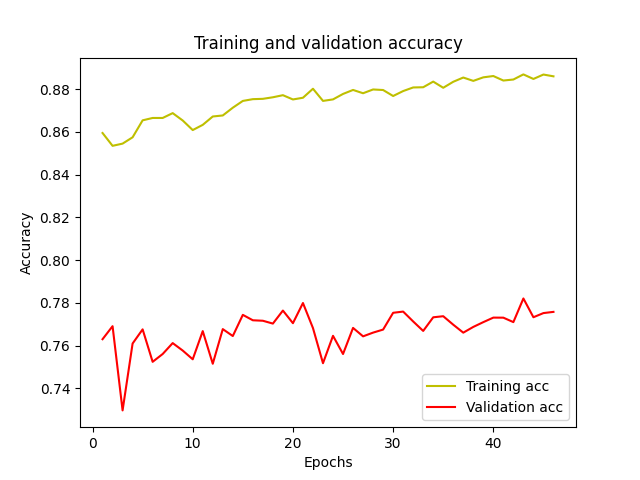 Training and validation accuracy
Accuracy
0.88
0.86
0.84
0.82
0.80
0.78
0.76
0.74
Training acc
Validation acc
0 10 20 30 40
Epochs